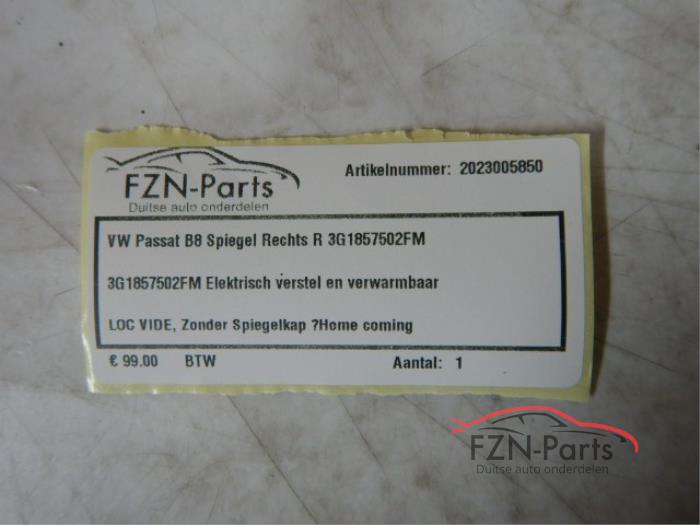 FZN-Parts
Duitse auto onderdelen
Artikelnummer: 2023005850
VW Passat B8 Spiegel Rechts R 3G1857502FM
3G1857502FM Elektrisch verstel en verwarmbaar
LOC VIDE, Zonder Spiegelkap ?Home coming
€ 99.00 BTW Aantal: 1
FZN-Parts
Duitse auto onderdelen